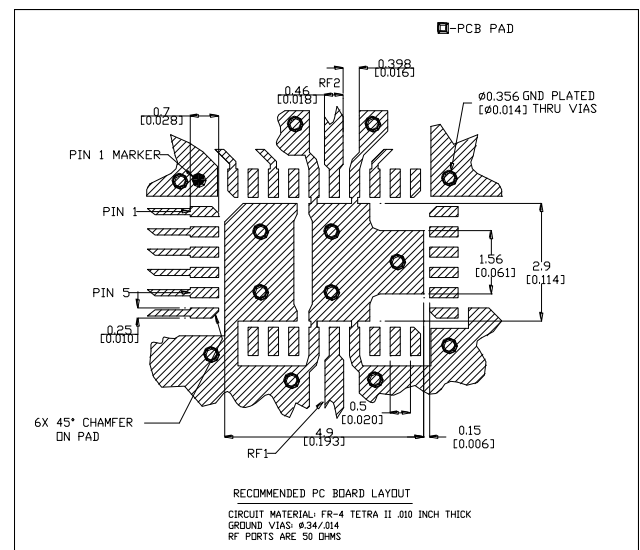 -PCB PAD
0.398
[0.016]
RF2
0.46
[0.018]
0.7
[0.028]
Ø0.356 GND PLATED
[Ø0.014] THRU VIAS
PIN 1 MARKER
PIN 1
1.56
[0.061]
2.9
[0.114]
PIN 5
0.25
[0.010]
6X 45° CHAMFER
ON PAD
0.5
[0.020]
0.15
[0.006]
4.9
[0.193]
RF1
RECOMMENDED PC BOARD LAYOUT
CIRCUIT MATERIAL: FR-4 TETRA II .010 INCH THICK
GROUND VIAS: Ø.34/.014
RF PORTS ARE 50 OHMS